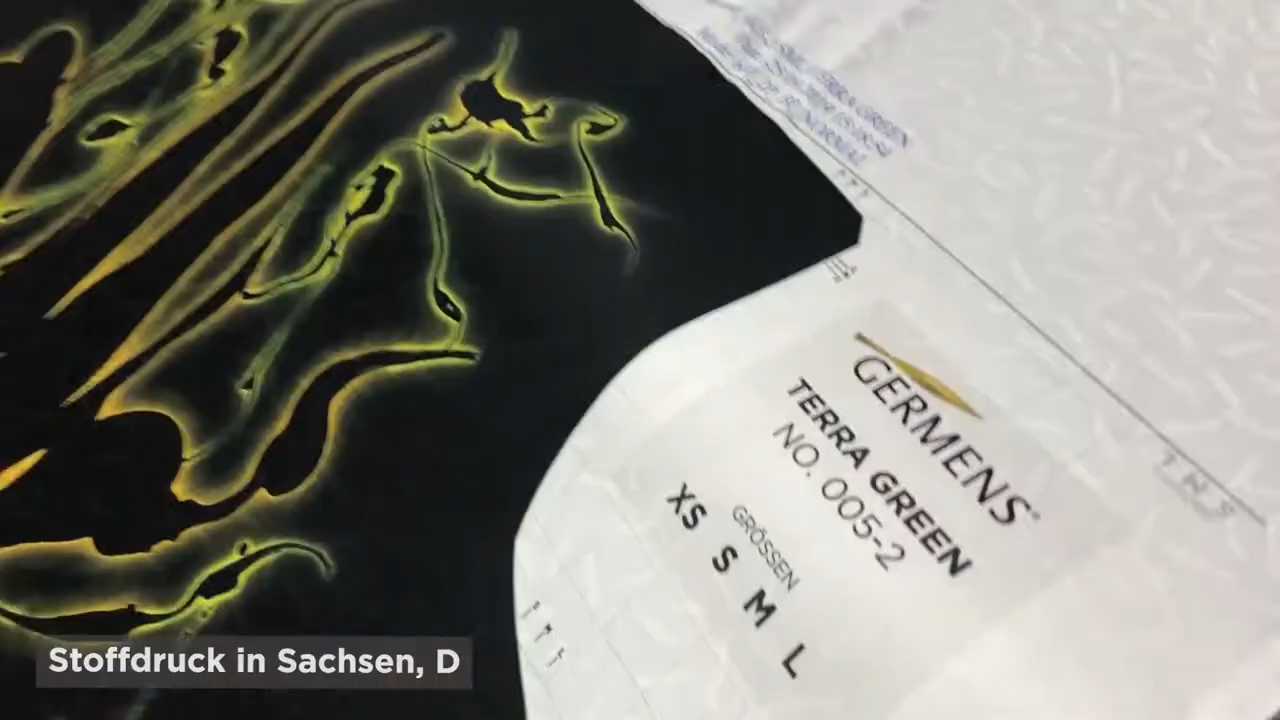 GERMENS®
TERRA GREEN
NO. 005-2
GRÖSSEN
XS S M L
Stoffdruck in Sachsen, D